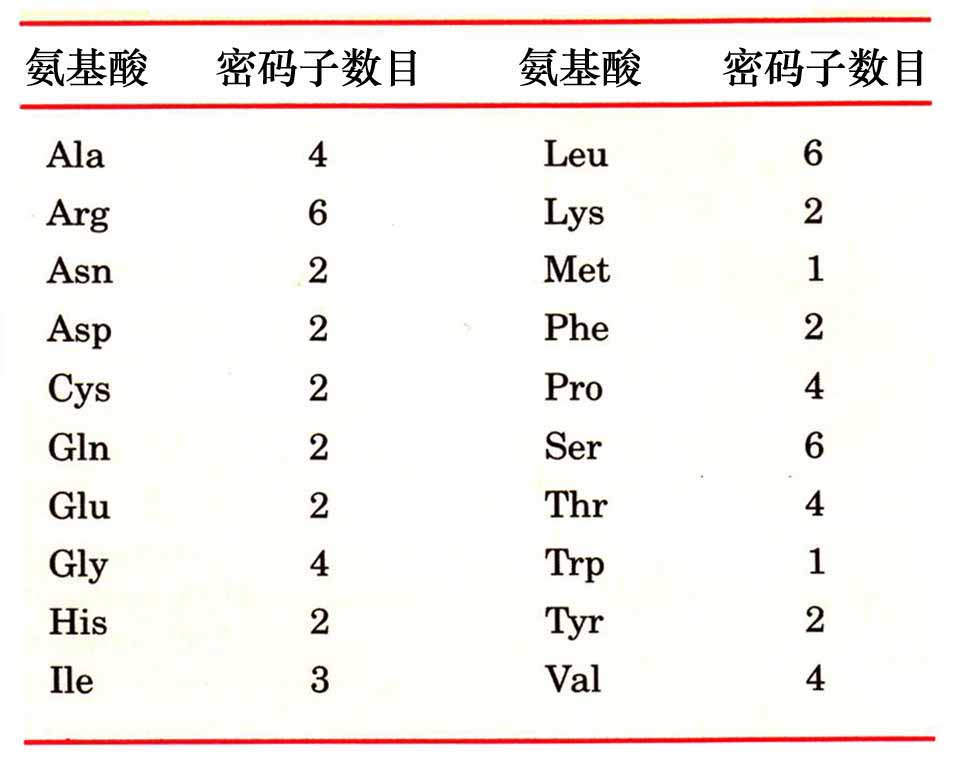 氨基酸 密码子数目 氨基酸 密码子数目
Ala 4 Leu 6
Arg 6 Lys 2
Asn 2 Met 1
Asp 2 Phe 2
Cys 2 Pro 4
Gln 2 Ser 6
Glu 2 Thr 4
Gly 4 Trp 1
His 2 Tyr 2
Ile 3 Val 4